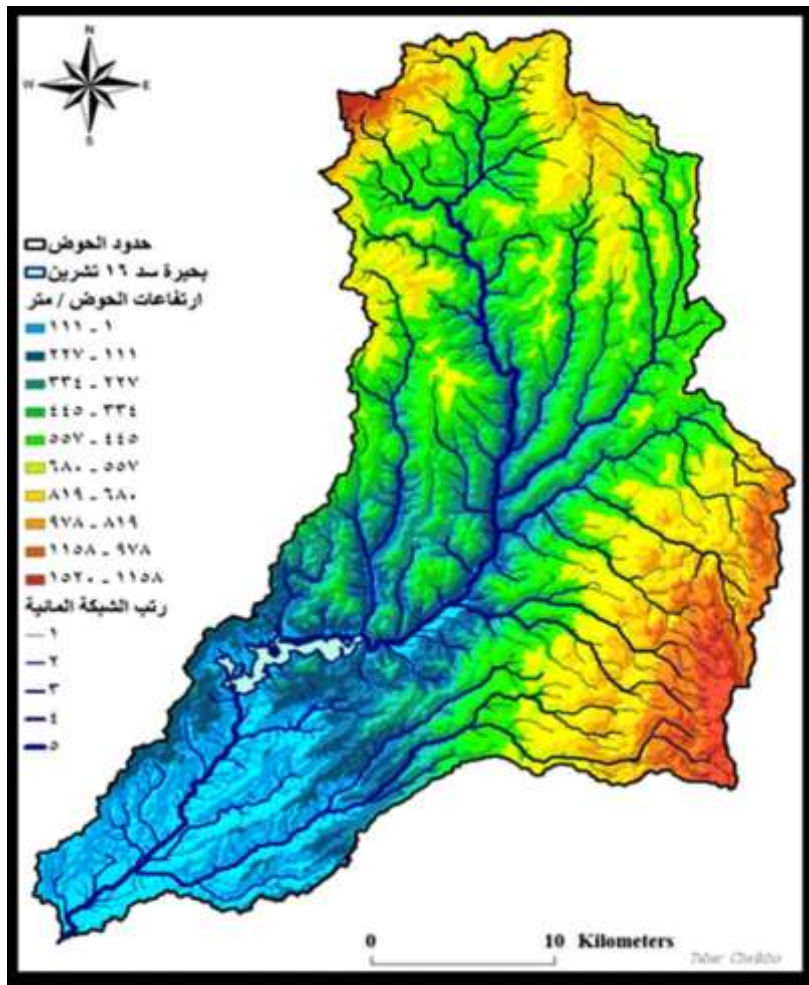 N
W E
S
حدود الحوض
بحيرة سد ١٦ تشرين
ارتفاعات الحوض / متر
١ - ١١١
١١١ - ٢٢٧
٢٢٧ - ٣٣٤
٣٣٤ - ٤٤٥
٤٤٥ - ٥٥٧
٥٥٧ - ٦٨٠
٦٨٠ - ٨١٩
٨١٩ - ٩٧٨
٩٧٨ - ١١٥٨
١١٥٨ - ١٥٢٠
رتب الشبكة المائية
١
٢
٣
٤
٥
0 10 Kilometers